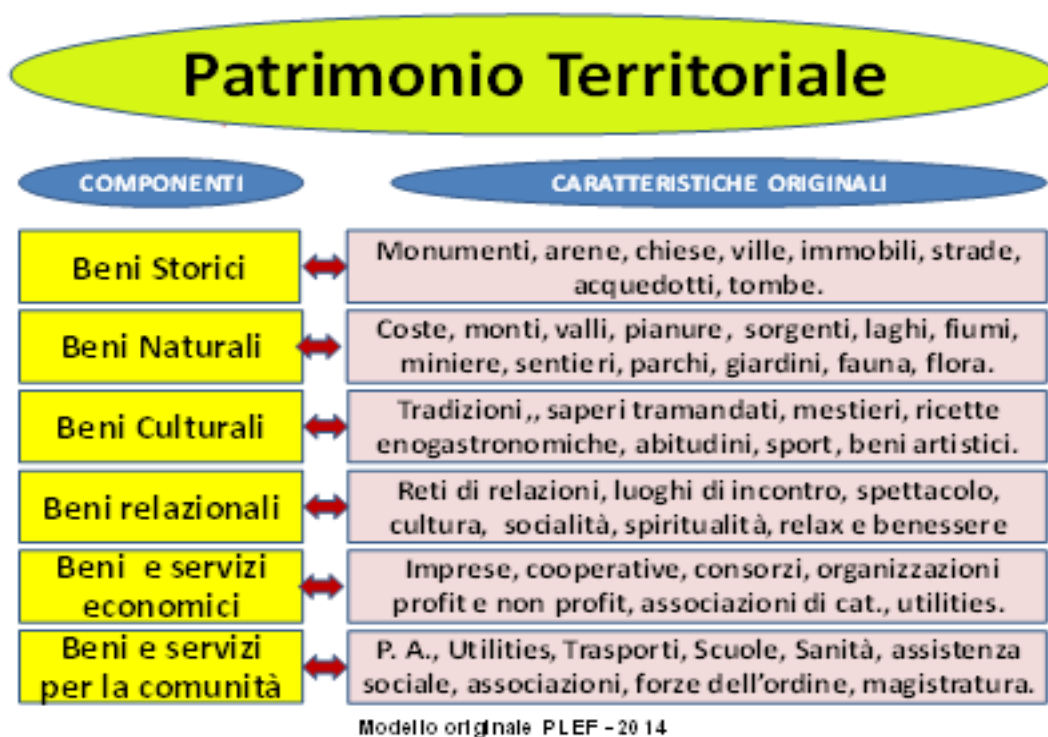 Patrimonio Territoriale
COMPONENTI
CARATTERISTICHE ORIGINALI
Beni Storici
Monumenti, arene, chiese, ville, immobili, strade,
acquedotti, tombe.
Beni Naturali
Coste, monti, valli, pianure, sorgenti, laghi, fiumi,
miniere, sentieri, parchi, giardini, fauna, flora.
Beni Culturali
Tradizioni,, saperi tramandati, mestieri, ricette
enogastronomiche, abitudini, sport, beni artistici.
Beni relazionali
Reti di relazioni, luoghi di incontro, spettacolo,
cultura, socialità, spiritualità, relax e benessere
Beni e servizi
economici
Imprese, cooperative, consorzi, organizzazioni
profit e non profit, associazioni di cat., utilities.
Beni e servizi
per la comunità
P. A., Utilities, Trasporti, Scuole, Sanità, assistenza
sociale, associazioni, forze dell'ordine, magistratura.
Modello originale PLEF - 2014